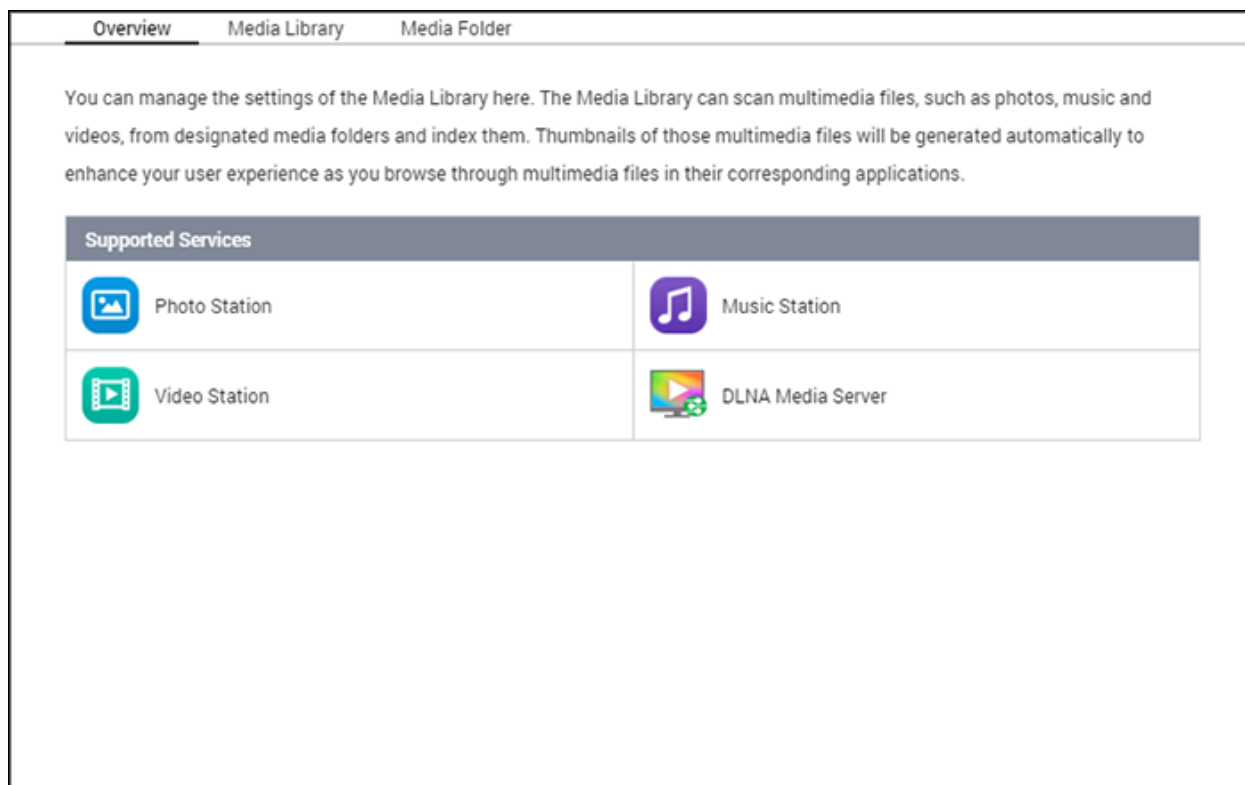 Overview Media Library Media Folder
You can manage the settings of the Media Library here. The Media Library can scan multimedia files, such as photos, music and
videos, from designated media folders and index them. Thumbnails of those multimedia files will be generated automatically to
enhance your user experience as you browse through multimedia files in their corresponding applications.
Supported Services
Photo Station Music Station
Video Station DLNA Media Server